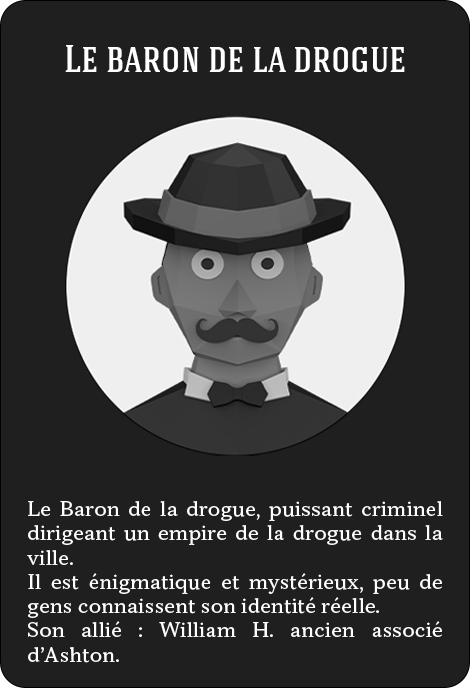 Le baron de la drogue
Le Baron de la drogue, puissant criminel
dirigeant un empire de la drogue dans la
ville.
Il est énigmatique et mystérieux, peu de
gens connaissent son identité réelle.
Son allié : William H. ancien associé
d’Ashton.